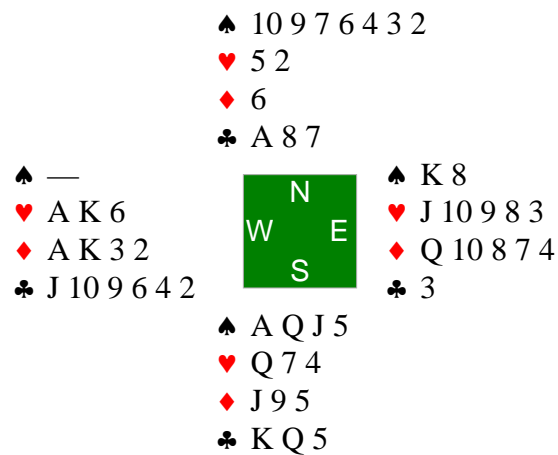 ♠ 10 9 7 6 4 3 2
♥ 5 2
♦ 6
♣ A 8 7
♠ —
♥ A K 6
♦ A K 3 2
♣ J 10 9 6 4 2
N
W E
S
♠ K 8
♥ J 10 9 8 3
♦ Q 10 8 7 4
♣ 3
♠ A Q J 5
♥ Q 7 4
♦ J 9 5
♣ K Q 5